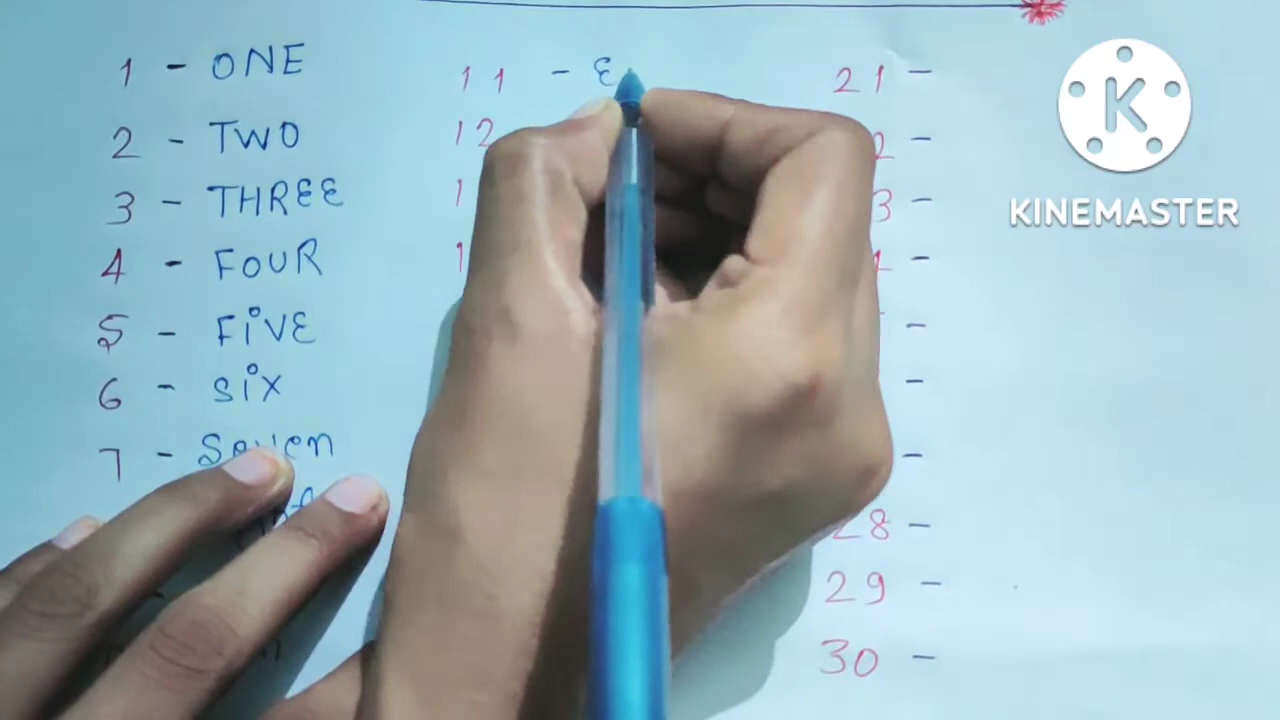 1 - ONE
2 - TWO
3 - THREE
4 - FOUR
5 - FiVE
6 - Six
7 - Seven
11 - E
12
21 -
28 -
29 -
30 -
KINEMASTER